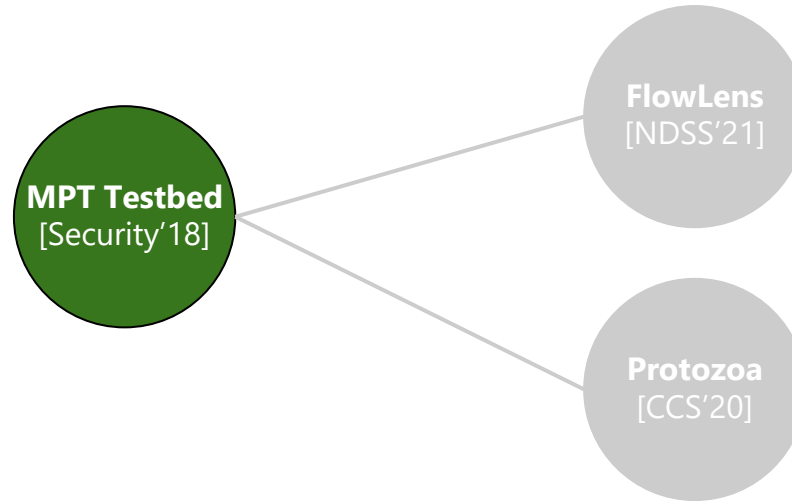 MPT Testbed
[Security’18]
FlowLens
[NDSS’21]
Protozoa
[CCS’20]